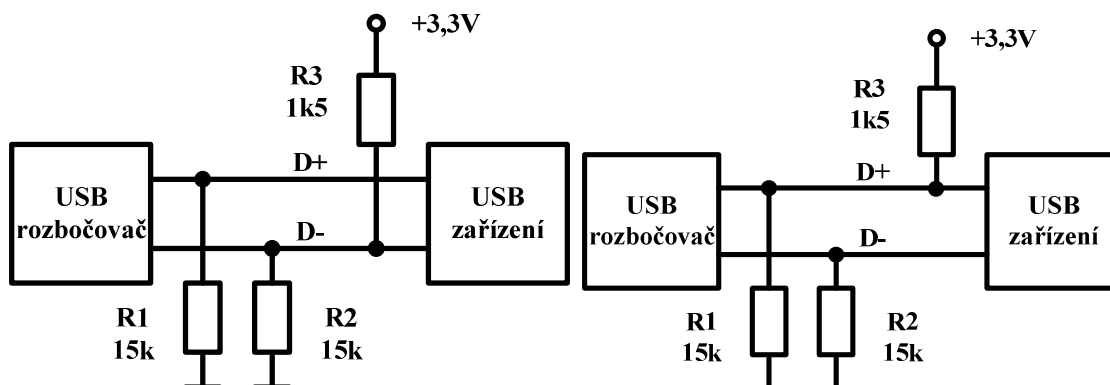 +3,3V
R3
1k5
D+
USB
rozbočovač
USB
zařízení
D-
R1
15k
R2
15k
+3,3V
R3
1k5
D+
USB
rozbočovač
USB
zařízení
D-
R1
15k
R2
15k